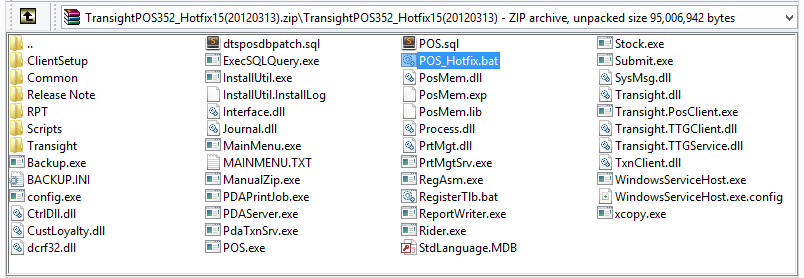 TransightPOS352_Hotfix15(20120313).zip\TransightPOS352_Hotfix15(20120313) - ZIP archive, unpacked size 95,006,942 bytes
..
ClientSetup
Common
Release Note
RPT
Scripts
Transight
Backup.exe
BACKUP.INI
config.exe
CtrlDll.dll
CustLoyalty.dll
dcrf32.dll
dtsposdbpatch.sql
ExecSQLQuery.exe
InstallUtil.exe
InstallUtil.InstallLog
Interface.dll
Journal.dll
MainMenu.exe
MAINMENU.TXT
ManualZip.exe
PDAPrintJob.exe
PDAServer.exe
PdaTxnSrv.exe
POS.exe
POS.sql
POS_Hotfix.bat
PosMem.dll
PosMem.exp
PosMem.lib
Process.dll
PrtMgt.dll
PrtMgtSrv.exe
RegAsm.exe
RegisterTlb.bat
ReportWriter.exe
Rider.exe
StdLanguage.MDB
Stock.exe
Submit.exe
SysMsg.dll
Transight.dll
Transight.PosClient.exe
Transight.TTGClient.dll
Transight.TTGService.dll
TxnClient.dll
WindowsServiceHost.exe
WindowsServiceHost.exe.config
xcopy.exe